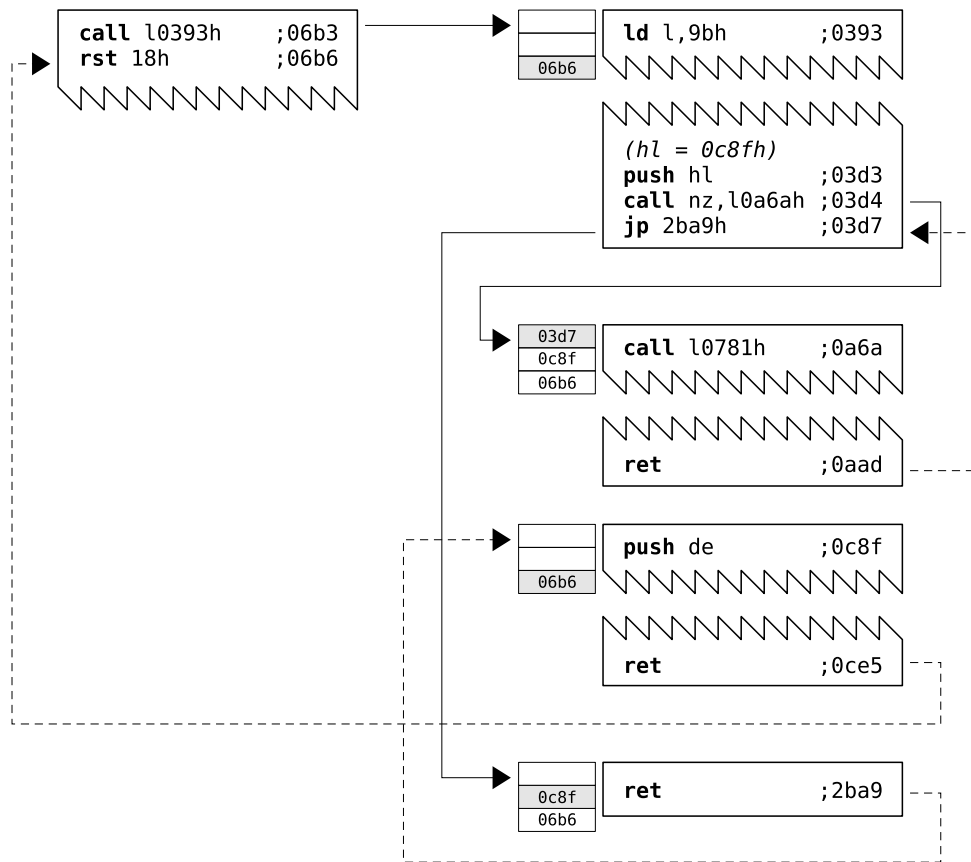 call l0393h ;06b3
rst 18h ;06b6
06b6
ld l,9bh ;0393
(hl = 0c8fh)
push hl ;03d3
call nz,l0a6ah ;03d4
jp 2ba9h ;03d7
03d7
0c8f
06b6
call l0781h ;0a6a
ret ;0aad
06b6
push de ;0c8f
ret ;0ce5
0c8f
06b6
ret ;2ba9